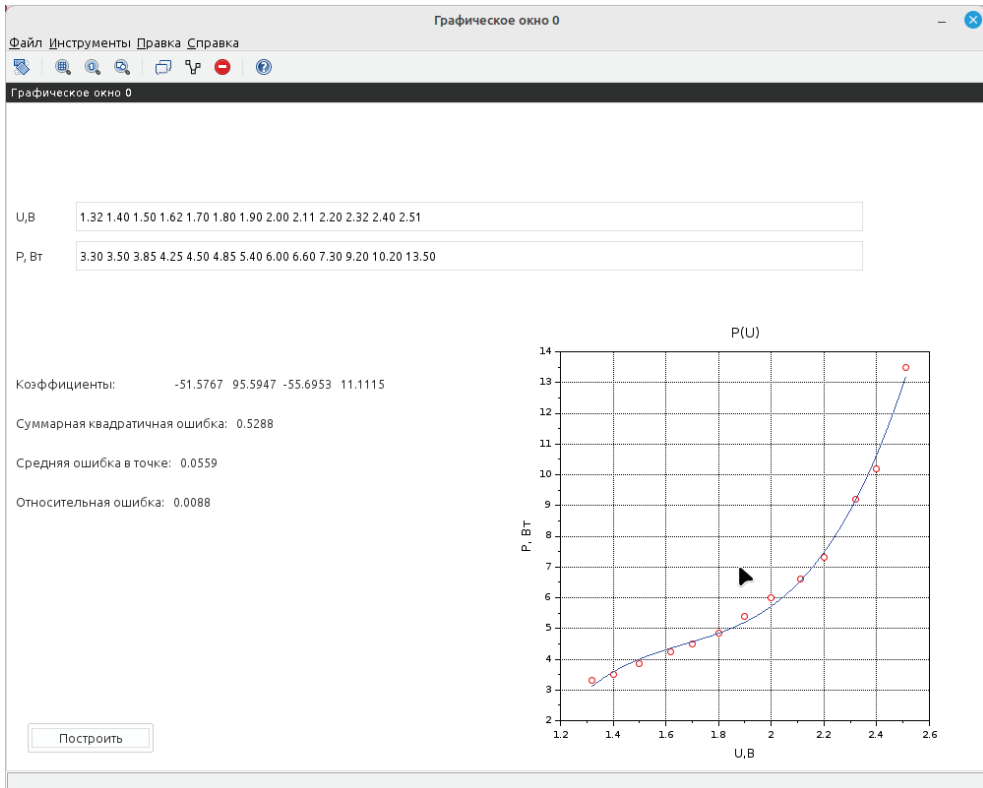 Графическое окно 0
Файл Инструменты Правка Справка
Графическое окно 0
U,В 1.32 1.40 1.50 1.62 1.70 1.80 1.90 2.00 2.11 2.20 2.32 2.40 2.51
P, Вт 3.30 3.50 3.85 4.25 4.50 4.85 5.40 6.00 6.60 7.30 9.20 10.20 13.50
Коэффициенты: -51.5767 95.5947 -55.6953 11.1115
Суммарная квадратичная ошибка: 0.5288
Средняя ошибка в точке: 0.0559
Относительная ошибка: 0.0088
Построить
P(U)
14
13
12
11
10
9
8
7
6
5
4
3
2
P, Вт
1.2 1.4 1.6 1.8 2 2.2 2.4 2.6
U,В